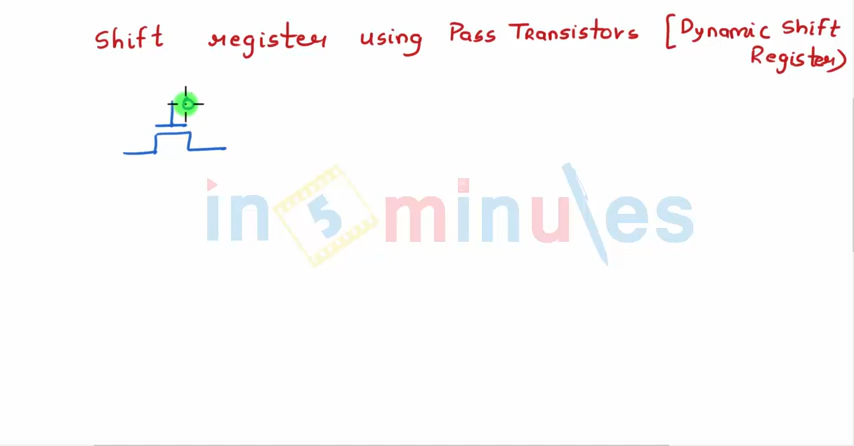 Shift register using Pass Transistors [Dynamic Shift
Register)
in 5 minutes